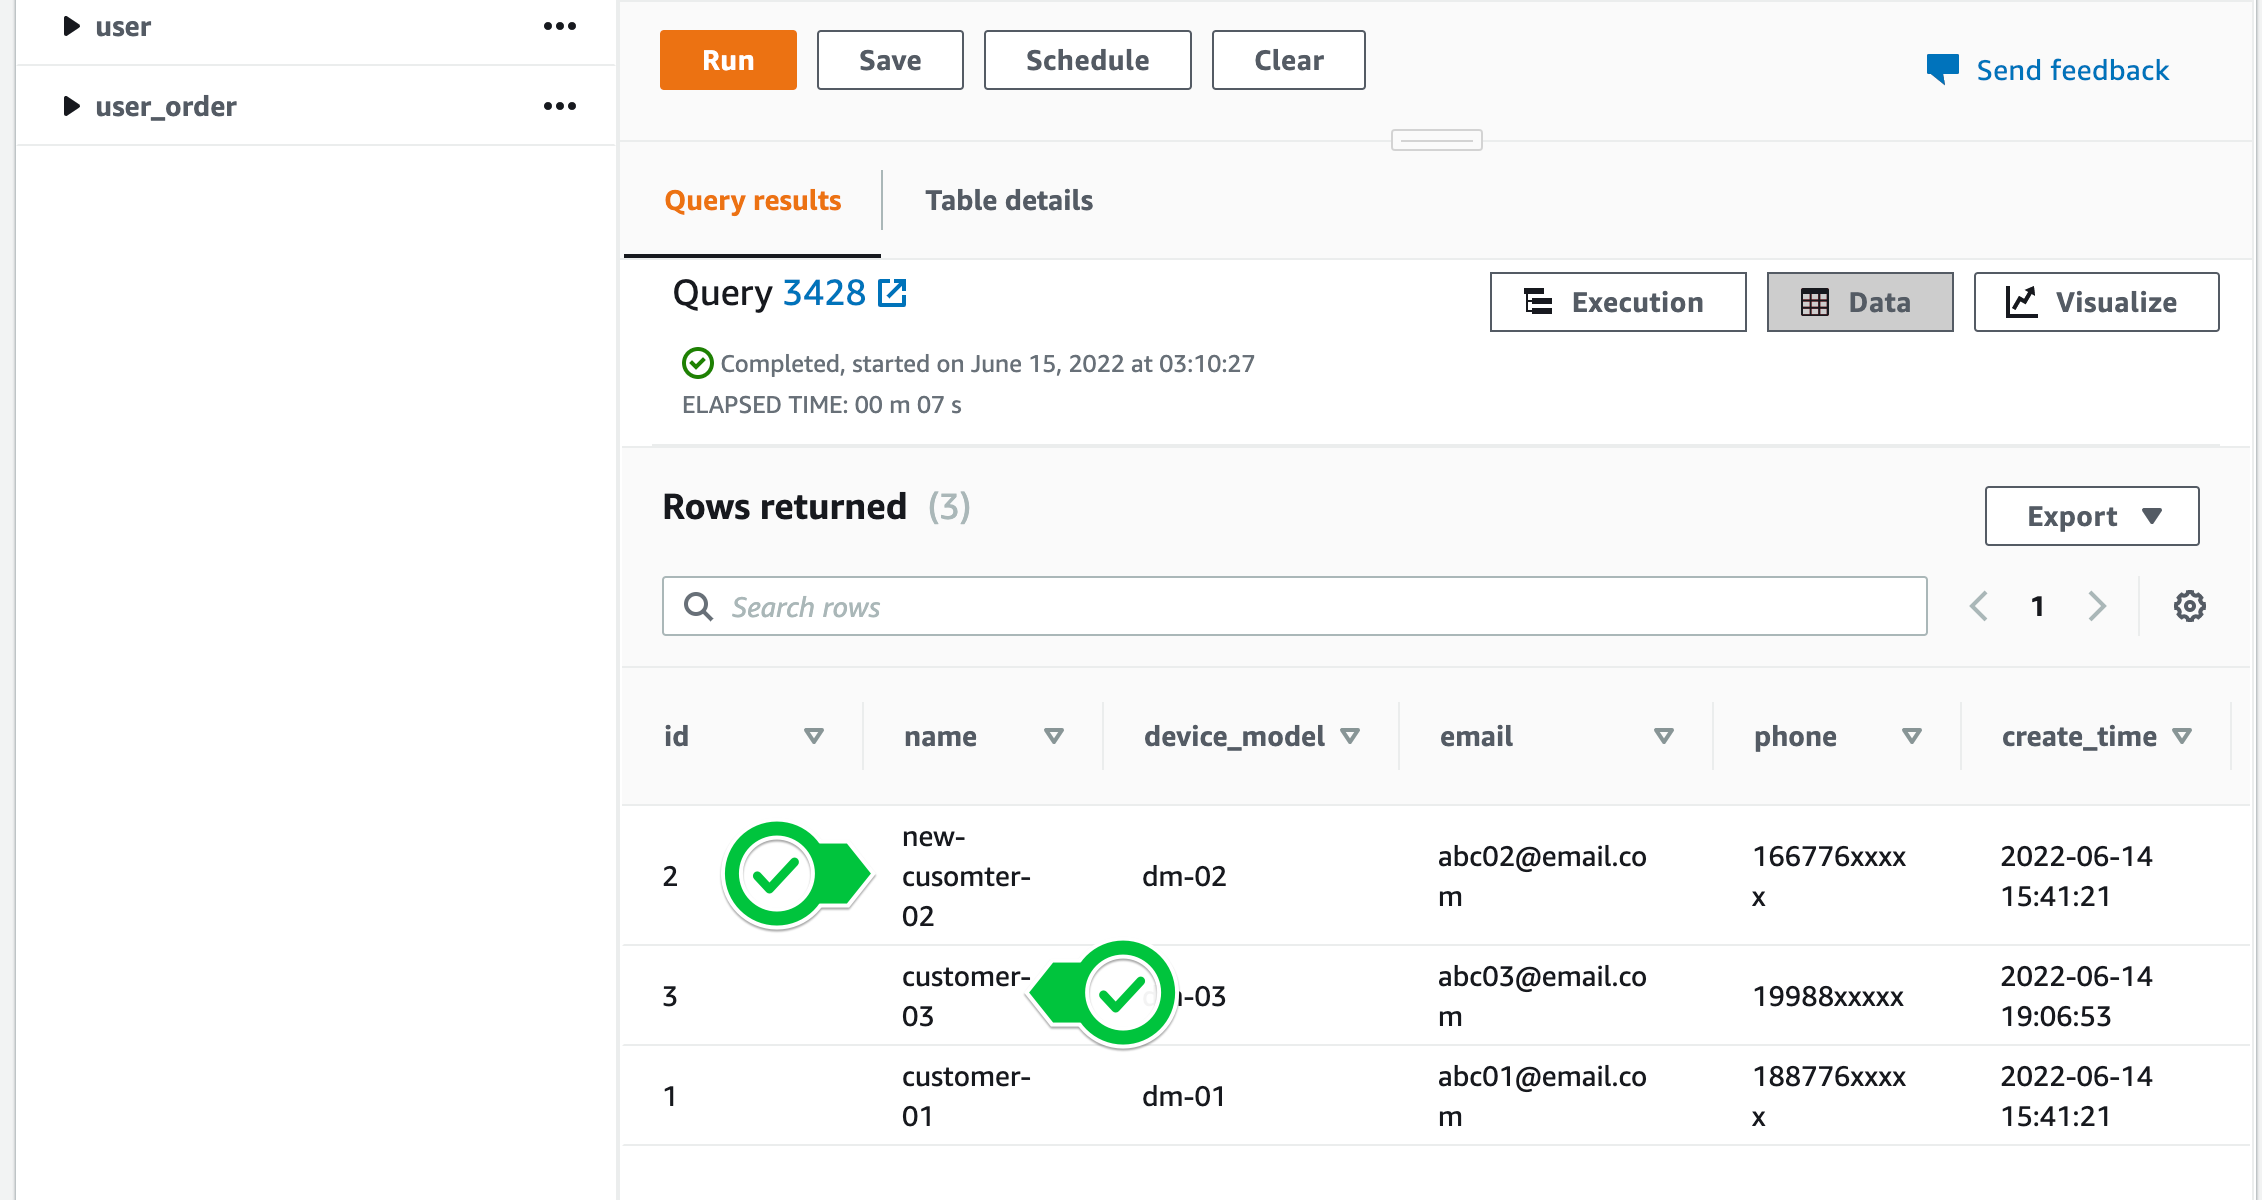 user •••
user_order •••
Run Save Schedule Clear
Send feedback
Query results Table details
Query 3428
Execution Data Visualize
Completed, started on June 15, 2022 at 03:10:27
ELAPSED TIME: 00 m 07 s
Rows returned (3)
Export
Search rows
1
id name device_model email phone create_time
2 new-cusomter-02 dm-02 abc02@email.com 166776xxxxx 2022-06-14 15:41:21
3 customer-03 -03 abc03@email.com 19988xxxxx 2022-06-14 19:06:53
1 customer-01 dm-01 abc01@email.com 188776xxxxx 2022-06-14 15:41:21